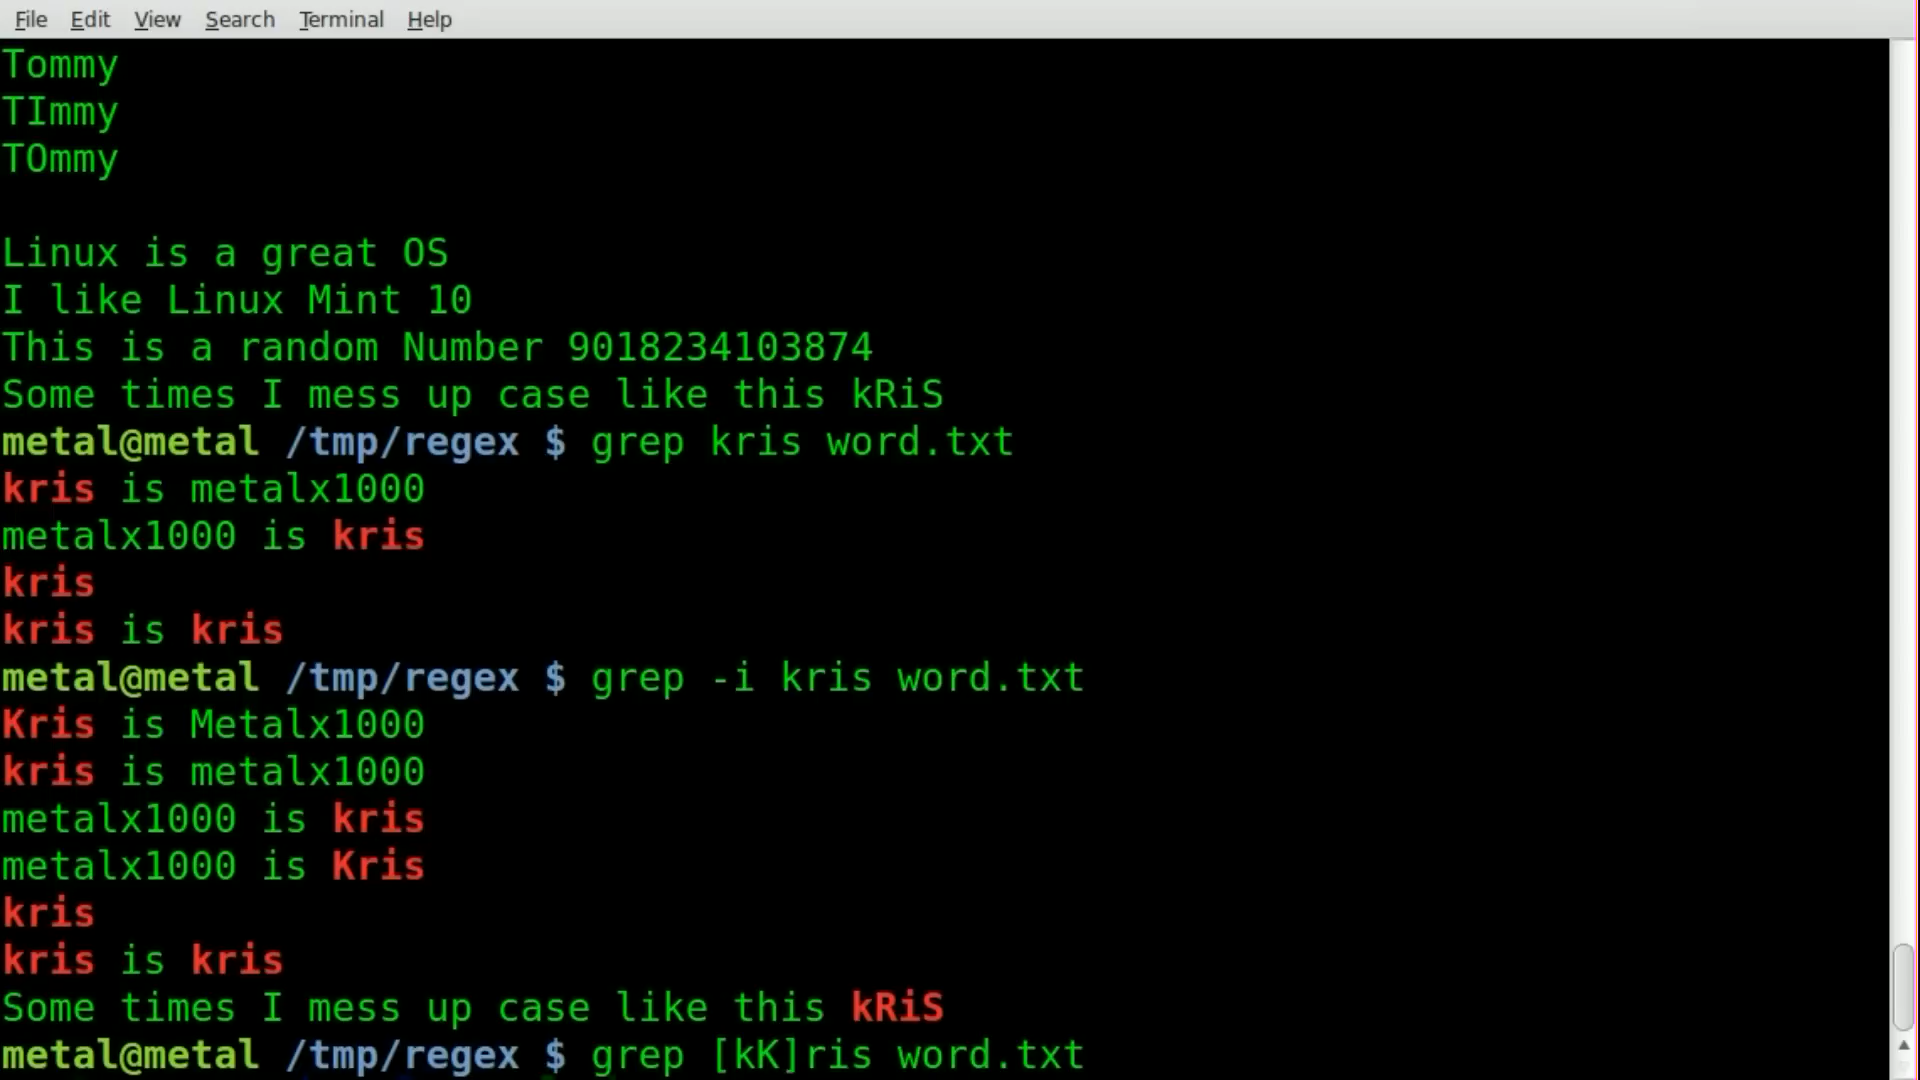 File Edit View Search Terminal Help
Tommy
TImmy
TOmmy
Linux is a great OS
I like Linux Mint 10
This is a random Number 9018234103874
Some times I mess up case like this kRiS
metal@metal /tmp/regex $ grep kris word.txt
kris is metalx1000
metalx1000 is kris
kris
kris is kris
metal@metal /tmp/regex $ grep -i kris word.txt
Kris is Metalx1000
kris is metalx1000
metalx1000 is kris
metalx1000 is Kris
kris
kris is kris
Some times I mess up case like this kRiS
metal@metal /tmp/regex $ grep [kK]ris word.txt